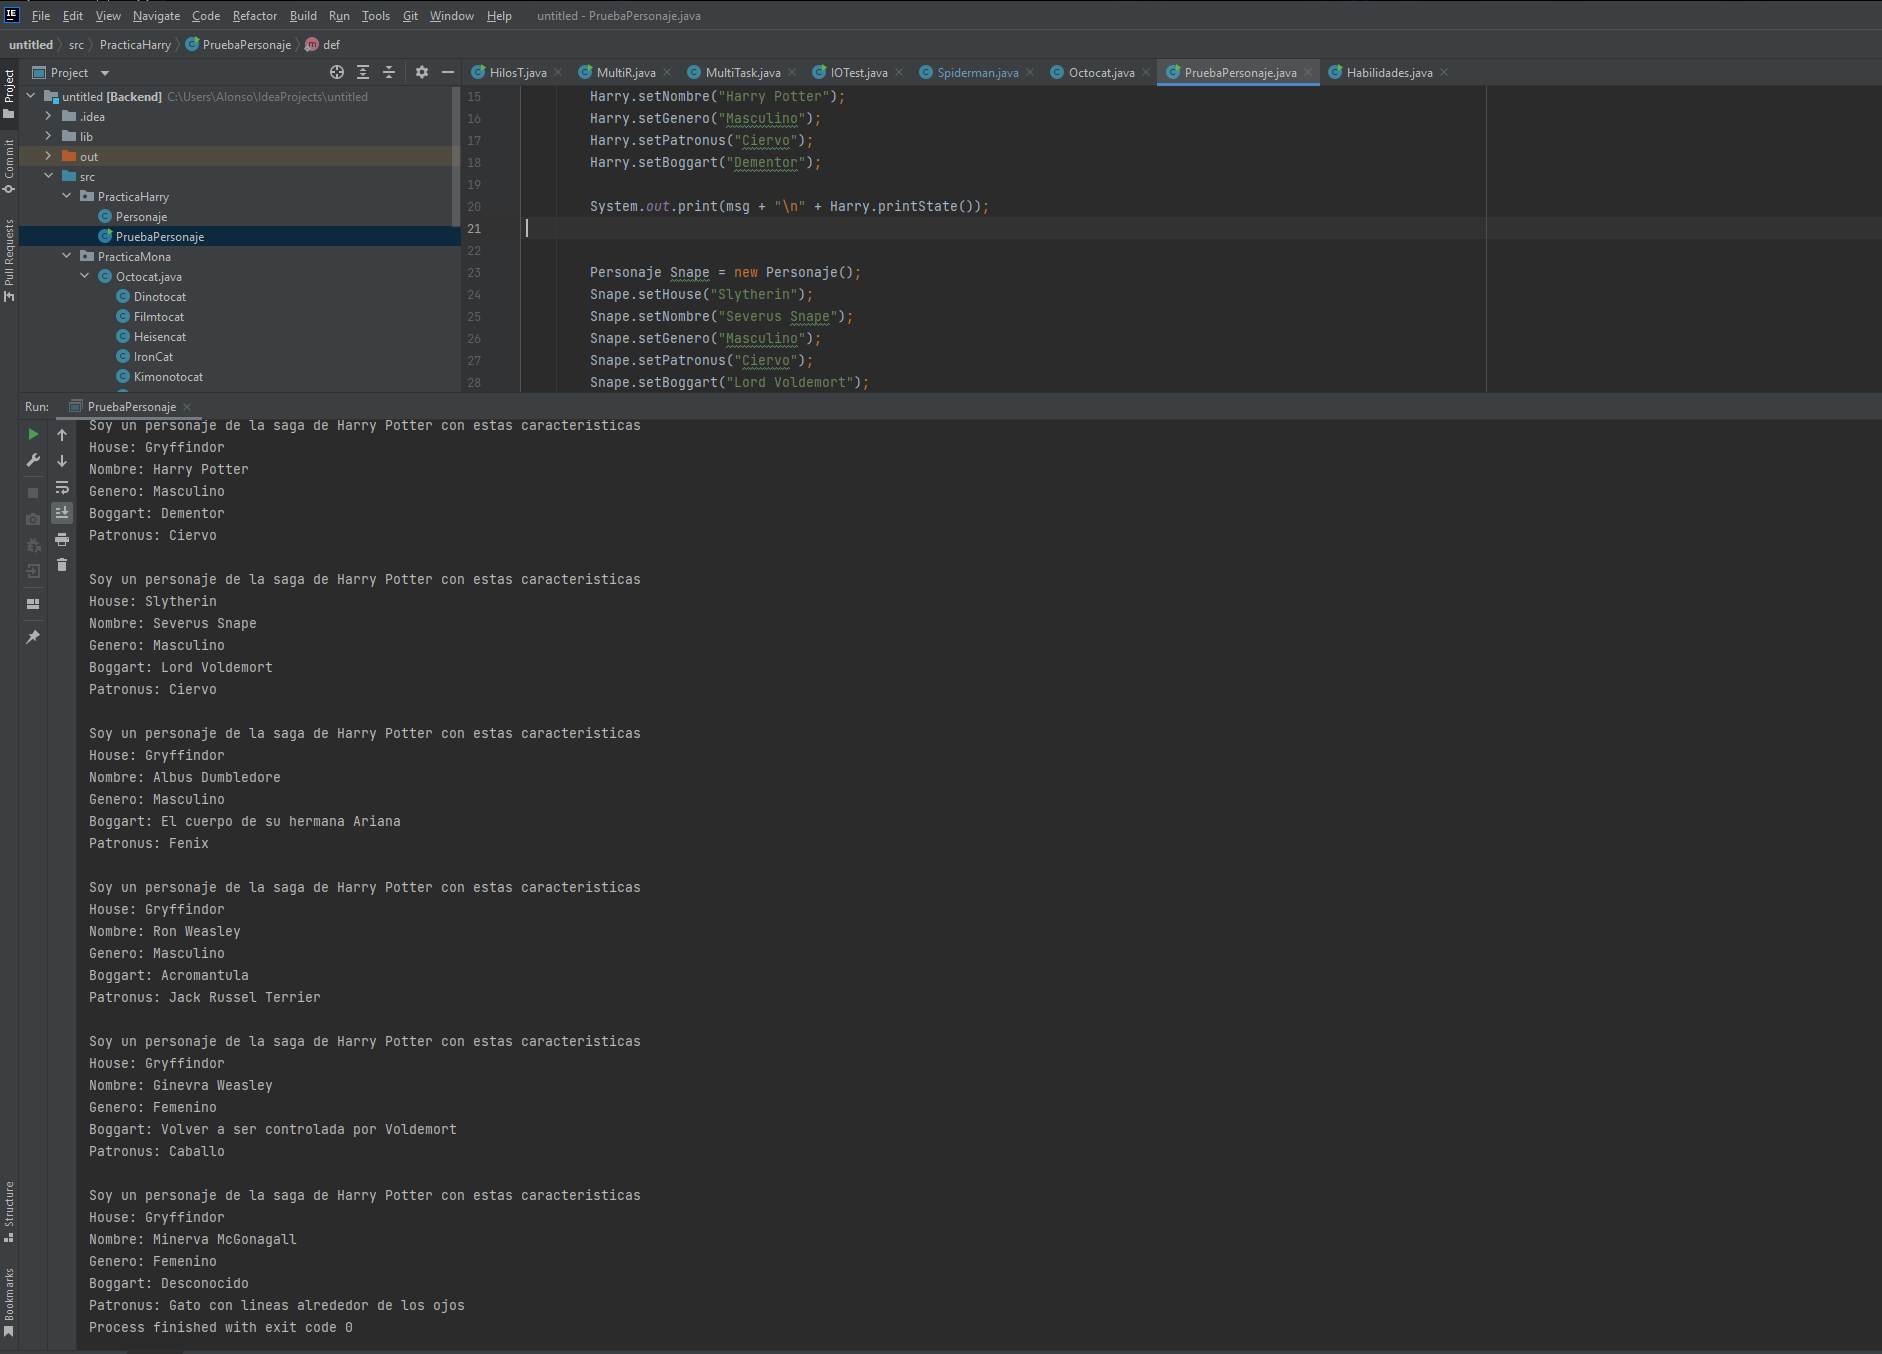 File Edit View Navigate Code Refactor Build Run Tools Git Window Help untitled - PruebaPersonaje.java
untitled src PracticaHarry PruebaPersonaje def
Project
HilosT.java MultiR.java MultiTask.java IOTest.java Spiderman.java Octocat.java PruebaPersonaje.java Habilidades.java
Project
Commit
Pull Requests
untitled [Backend] C:\Users\Alonso\IdeaProjects\untitled
.idea
lib
out
src
PracticaHarry
Personaje
PruebaPersonaje
PracticaMona
Octocat.java
Dinotocat
Filmtocat
Heisencat
IronCat
Kimonotocat
15 Harry.setNombre("Harry Potter");
16 Harry.setGenero("Masculino");
17 Harry.setPatronus("Ciervo");
18 Harry.setBoggart("Dementor");
19
20 System.out.print(msg + "\n" + Harry.printState());
21
22
23 Personaje Snape = new Personaje();
24 Snape.setHouse("Slytherin");
25 Snape.setNombre("Severus Snape");
26 Snape.setGenero("Masculino");
27 Snape.setPatronus("Ciervo");
28 Snape.setBoggart("Lord Voldemort");
Run: PruebaPersonaje
Soy un personaje de la saga de Harry Potter con estas caracteristicas
House: Gryffindor
Nombre: Harry Potter
Genero: Masculino
Boggart: Dementor
Patronus: Ciervo
Soy un personaje de la saga de Harry Potter con estas caracteristicas
House: Slytherin
Nombre: Severus Snape
Genero: Masculino
Boggart: Lord Voldemort
Patronus: Ciervo
Soy un personaje de la saga de Harry Potter con estas caracteristicas
House: Gryffindor
Nombre: Albus Dumbledore
Genero: Masculino
Boggart: El cuerpo de su hermana Ariana
Patronus: Fenix
Soy un personaje de la saga de Harry Potter con estas caracteristicas
House: Gryffindor
Nombre: Ron Weasley
Genero: Masculino
Boggart: Acromantula
Patronus: Jack Russel Terrier
Soy un personaje de la saga de Harry Potter con estas caracteristicas
House: Gryffindor
Nombre: Ginevra Weasley
Genero: Femenino
Boggart: Volver a ser controlada por Voldemort
Patronus: Caballo
Soy un personaje de la saga de Harry Potter con estas caracteristicas
House: Gryffindor
Nombre: Minerva McGonagall
Genero: Femenino
Boggart: Desconocido
Patronus: Gato con lineas alrededor de los ojos
Process finished with exit code 0
Structure
Bookmarks